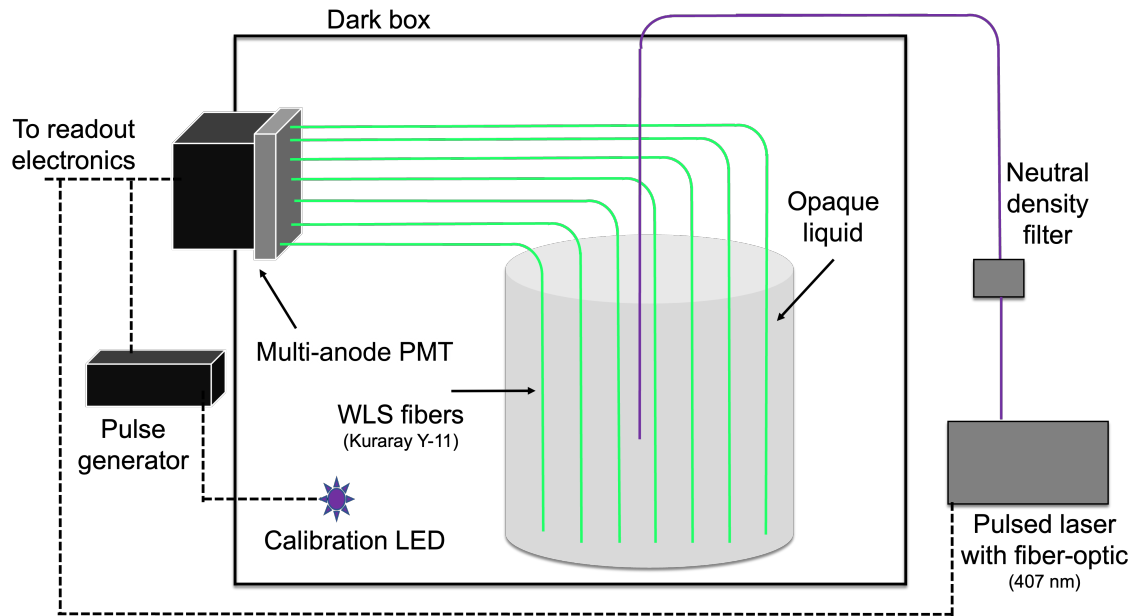 Dark box
To readout
electronics
Neutral
density
filter
Opaque
liquid
Multi-anode PMT
WLS fibers
(Kuraray Y-11)
Pulse
generator
Calibration LED
Pulsed laser
with fiber-optic
(407 nm)